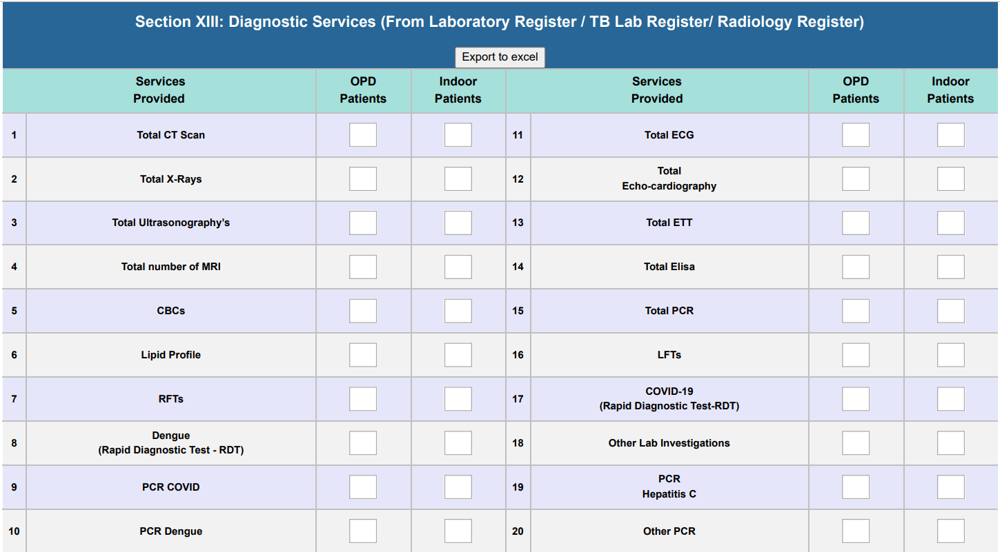 Section XIII: Diagnostic Services (From Laboratory Register / TB Lab Register/ Radiology Register)
Export to excel
Services Provided OPD Patients Indoor Patients Services Provided OPD Patients Indoor Patients
1 Total CT Scan 11 Total ECG
2 Total X-Rays 12 Total Echo-cardiography
3 Total Ultrasonography’s 13 Total ETT
4 Total number of MRI 14 Total Elisa
5 CBCs 15 Total PCR
6 Lipid Profile 16 LFTs
7 RFTs 17 COVID-19 (Rapid Diagnostic Test-RDT)
8 Dengue (Rapid Diagnostic Test - RDT) 18 Other Lab Investigations
9 PCR COVID 19 PCR Hepatitis C
10 PCR Dengue 20 Other PCR